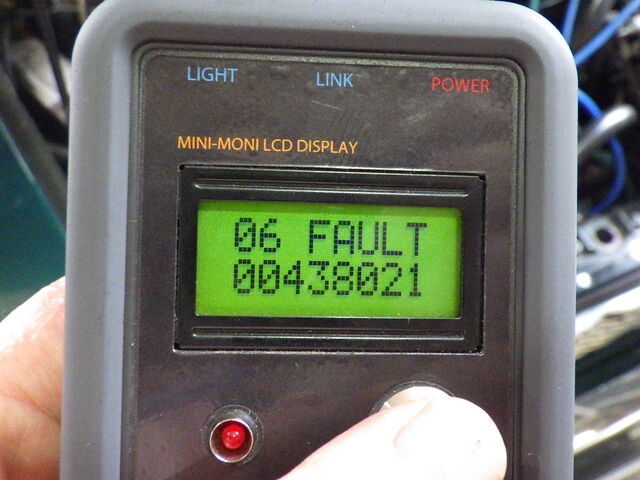 LIGHT LINK POWER
MINI-MONI LCD DISPLAY
06 FAULT
00438021